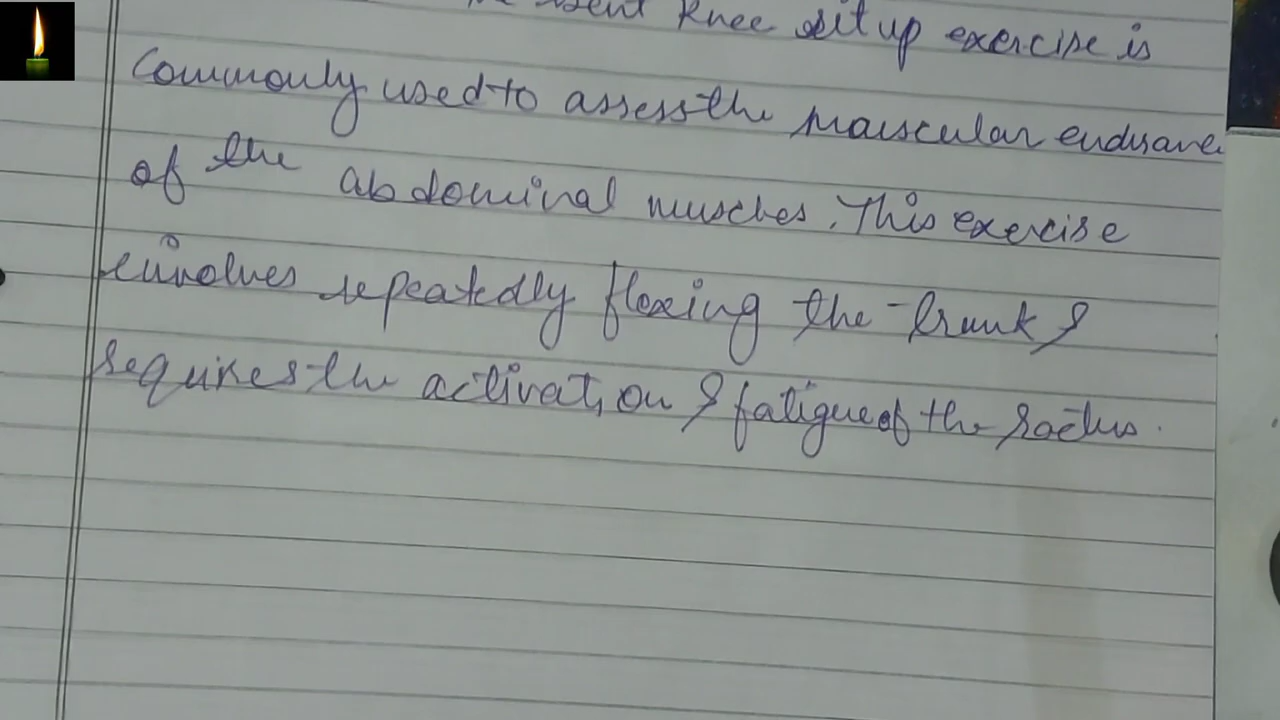 bent Knee sit up exercise is
Commonly used to assess the muscular endurance
of the abdominal muscles. This exercise
involves repeatedly flexing the trunk &
requires the activation & fatigue of the rectus.